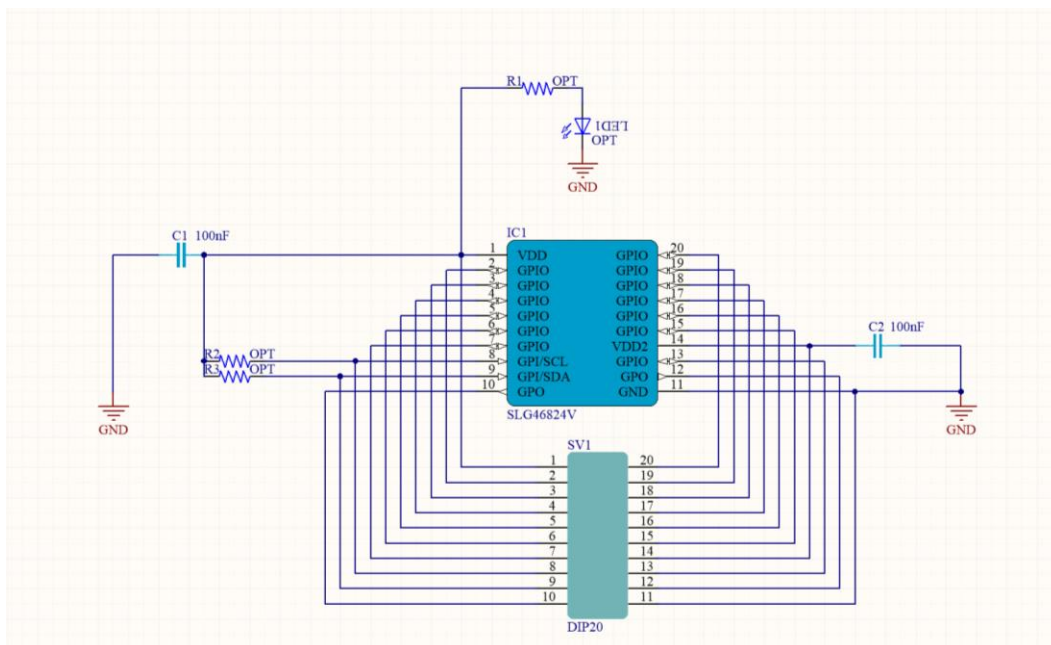 R1 OPT
LED1
OPT
GND
IC1
C1 100nF
1 VDD GPIO 20
2 GPIO GPIO 19
3 GPIO GPIO 18
4 GPIO GPIO 17
5 GPIO GPIO 16
6 GPIO GPIO 15
7 GPIO VDD2 14
C2 100nF
R2 OPT
8 GPI/SCL GPIO 13
R3 OPT
9 GPI/SDA GPO 12
10 GPO GND 11
SLG46824V
GND
GND
SV1
1 20
2 19
3 18
4 17
5 16
6 15
7 14
8 13
9 12
10 11
DIP20